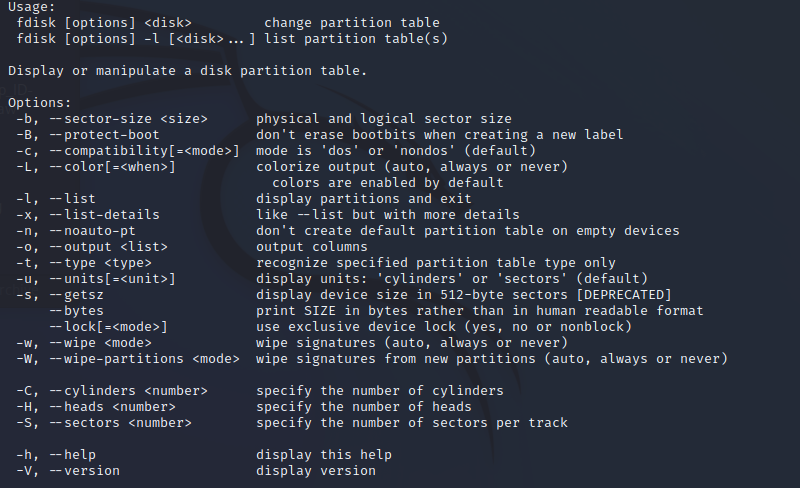 Usage:
 fdisk [options] <disk>         change partition table
 fdisk [options] -l [<disk>...] list partition table(s)

Display or manipulate a disk partition table.

Options:
 -b, --sector-size <size>      physical and logical sector size
 -B, --protect-boot            don't erase bootbits when creating a new label
 -c, --compatibility[=<mode>]  mode is 'dos' or 'nondos' (default)
 -L, --color[=<when>]          colorize output (auto, always or never)
                                 colors are enabled by default
 -l, --list                    display partitions and exit
 -x, --list-details            like --list but with more details
 -n, --noauto-pt               don't create default partition table on empty devices
 -o, --output <list>           output columns
 -t, --type <type>             recognize specified partition table type only
 -u, --units[=<unit>]          display units: 'cylinders' or 'sectors' (default)
 -s, --getsz                   display device size in 512-byte sectors [DEPRECATED]
     --bytes                   print SIZE in bytes rather than in human readable format
     --lock[=<mode>]           use exclusive device lock (yes, no or nonblock)
 -w, --wipe <mode>             wipe signatures (auto, always or never)
 -W, --wipe-partitions <mode>  wipe signatures from new partitions (auto, always or never)

 -C, --cylinders <number>      specify the number of cylinders
 -H, --heads <number>          specify the number of heads
 -S, --sectors <number>        specify the number of sectors per track

 -h, --help                    display this help
 -V, --version                 display version